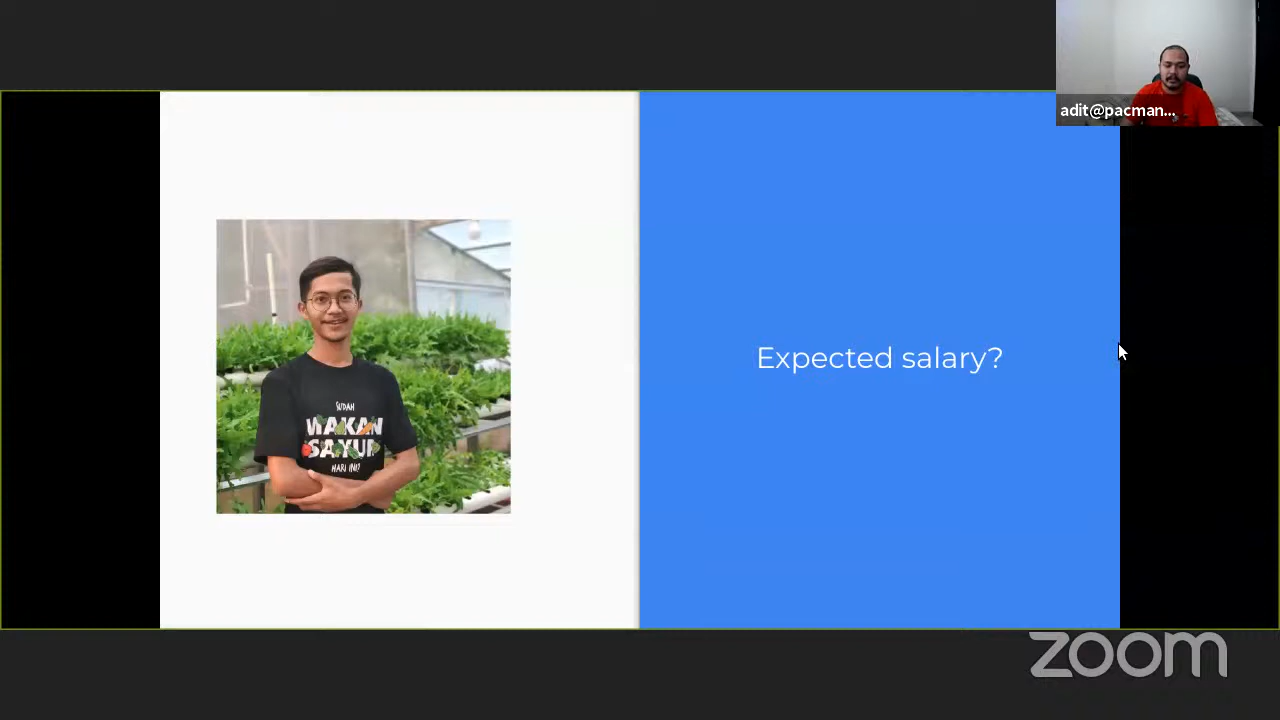 adit@pacman...
Expected salary?
SUDAH
MAKAN
SAYUR
HARI INI?
zoom